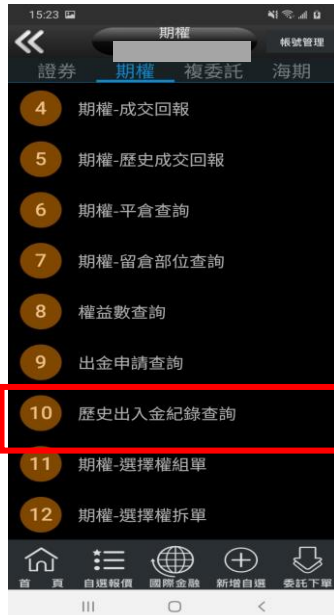 15:23
期權
帳號管理
證券 期權 複委託 海期
4 期權-成交回報
5 期權-歷史成交回報
6 期權-平倉查詢
7 期權-留倉部位查詢
8 權益數查詢
9 出金申請查詢
10 歷史出入金紀錄查詢
11 期權-選擇權組單
12 期權-選擇權拆單
首 頁 自選報價 國際金融 新增自選 委託下單